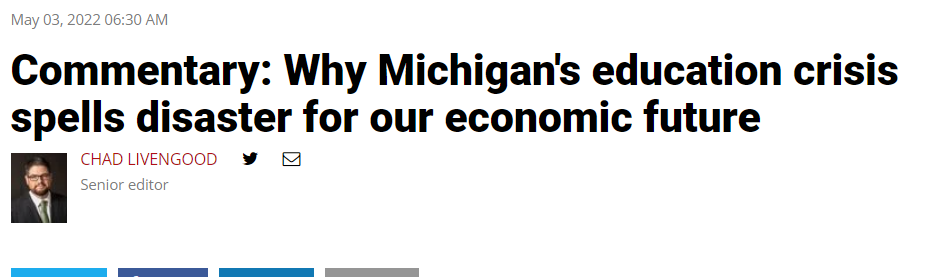 May 03, 2022 06:30 AM
Commentary: Why Michigan's education crisis
spells disaster for our economic future
CHAD LIVENGOOD
Senior editor